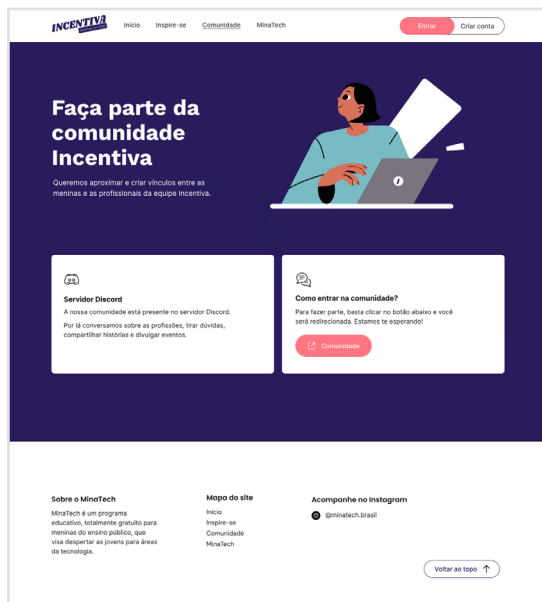 INCENTIVA
Início Inspire-se Comunidade MinaTech Entrar Criar conta
Faça parte da
comunidade
Incentiva
Queremos aproximar e criar vínculos entre as
meninas e as profissionais da equipe Incentiva.
Servidor Discord
A nossa comunidade está presente no servidor Discord.
Por lá conversamos sobre as profissões, tirar dúvidas,
compartilhar histórias e divulgar eventos.
Como entrar na comunidade?
Para fazer parte, basta clicar no botão abaixo e você
será redirecionada. Estamos te esperando!
Comunidade
Sobre o MinaTech
MinaTech é um programa
educativo, totalmente gratuito para
meninas do ensino público, que
visa despertar as jovens para áreas
da tecnologia.
Mapa do site
Início
Inspire-se
Comunidade
MinaTech
Acompanhe no Instagram
@minatech.brasil
Voltar ao topo